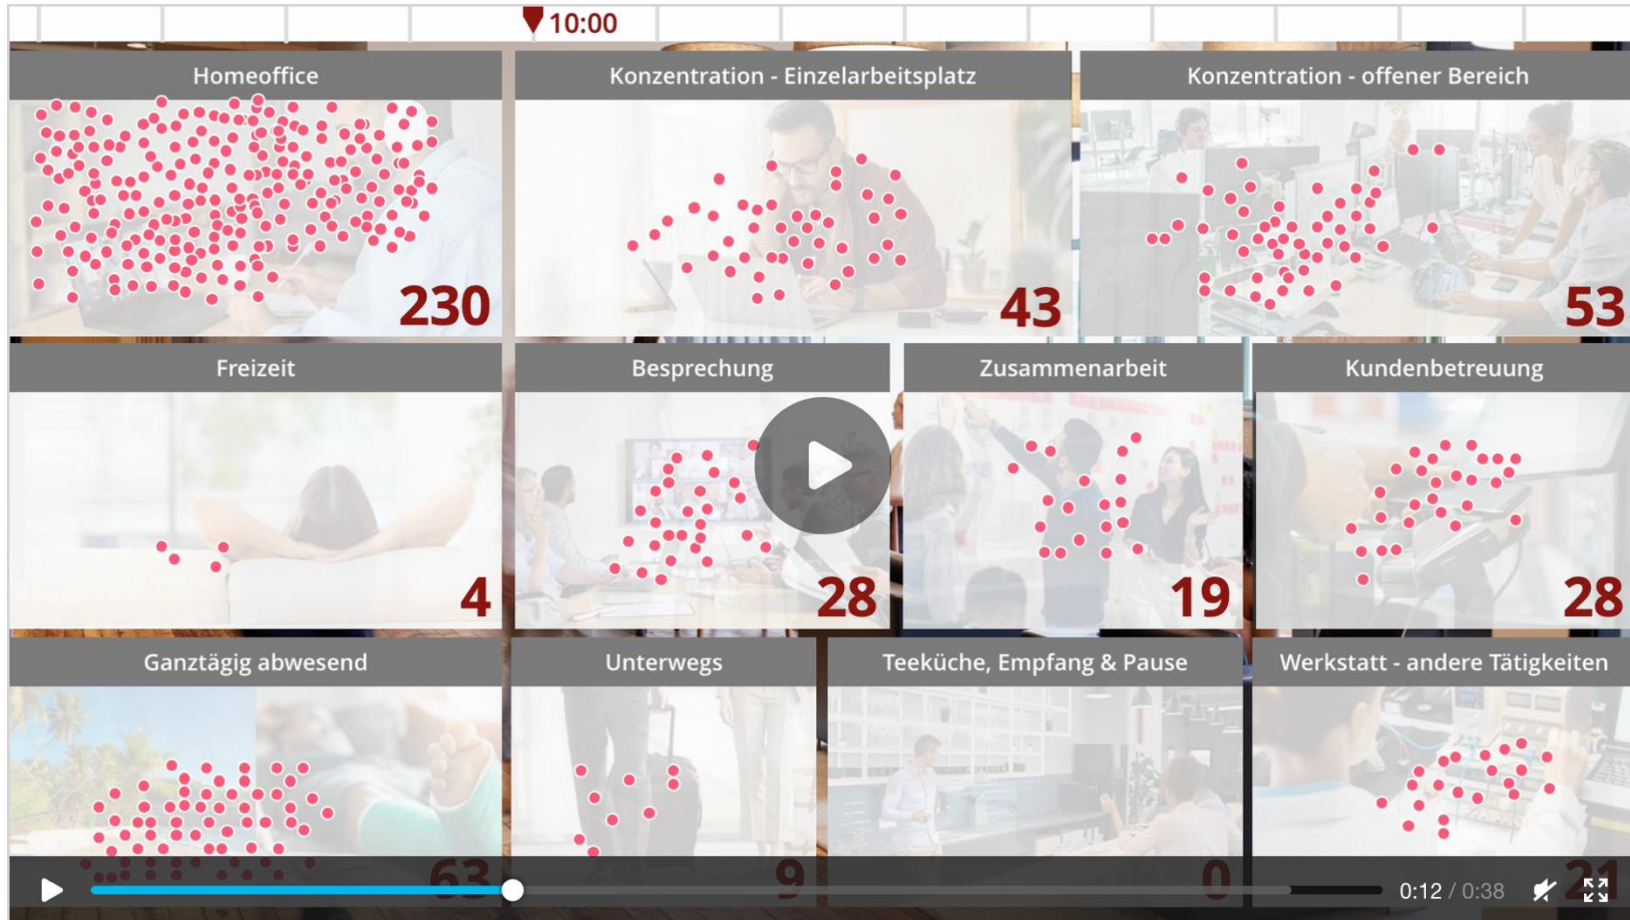 10:00
Homeoffice
Konzentration - Einzelarbeitsplatz
Konzentration - offener Bereich
230
43
53
Freizeit
Besprechung
Zusammenarbeit
Kundenbetreuung
4
28
19
28
Ganztägig abwesend
Unterwegs
Teeküche, Empfang & Pause
Werkstatt - andere Tätigkeiten
63
9
0
21
0:12 / 0:38